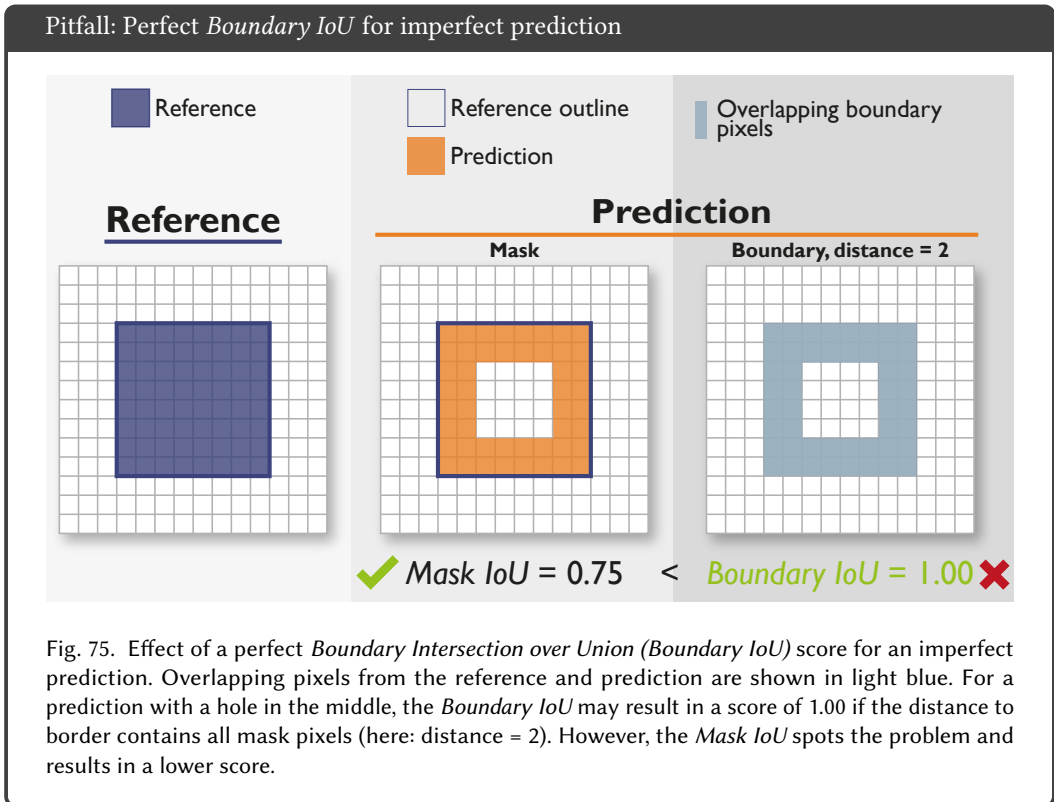 Pitfall: Perfect Boundary IoU for imperfect prediction
Reference
Reference outline
Prediction
Overlapping boundary
pixels
Reference
Prediction
Mask
Boundary, distance = 2
Mask IoU = 0.75 < Boundary IoU = 1.00
Fig. 75. Effect of a perfect Boundary Intersection over Union (Boundary IoU) score for an imperfect
prediction. Overlapping pixels from the reference and prediction are shown in light blue. For a
prediction with a hole in the middle, the Boundary IoU may result in a score of 1.00 if the distance to
border contains all mask pixels (here: distance = 2). However, the Mask IoU spots the problem and
results in a lower score.